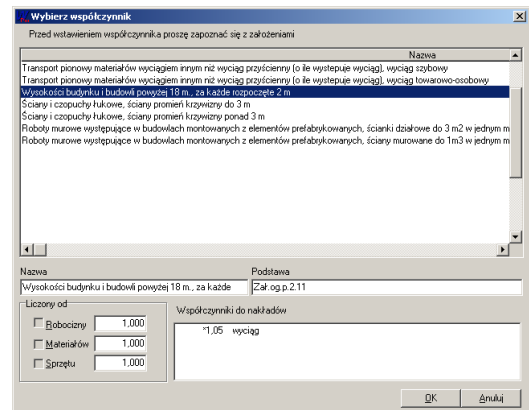 Wybierz współczynnik
Przed wstawieniem współczynnika proszę zapoznać się z założeniami
Nazwa
Transport pionowy materiałów wyciągiem innym niż wyciąg przyścienny (o ile wystepuje wyciąg), wyciąg szybowy
Transport pionowy materiałów wyciągiem innym niż wyciąg przyścienny (o ile wystepuje wyciąg), wyciąg towarowo-osobowy
Wysokości budynku i budowli powyżej 18 m., za każde rozpoczęte 2 m
Ściany i czopuchy łukowe, ściany promień krzywizny do 3 m
Ściany i czopuchy łukowe, ściany promień krzywizny ponad 3 m
Roboty murowe występujące w budowlach montowanych z elementów prefabrykowanych, ścianki działowe do 3 m2 w jednym m
Roboty murowe występujące w budowlach montowanych z elementów prefabrykowanych, ściany murowane do 1m3 w jednym m
Nazwa Podstawa
Wysokości budynku i budowli powyżej 18 m., za każde Zał.og.p.2.11
Liczony od Współczynniki do nakładów
Robocizny 1,000 *1,05 wyciąg
Materiałów 1,000
Sprzętu 1,000
OK Anuluj